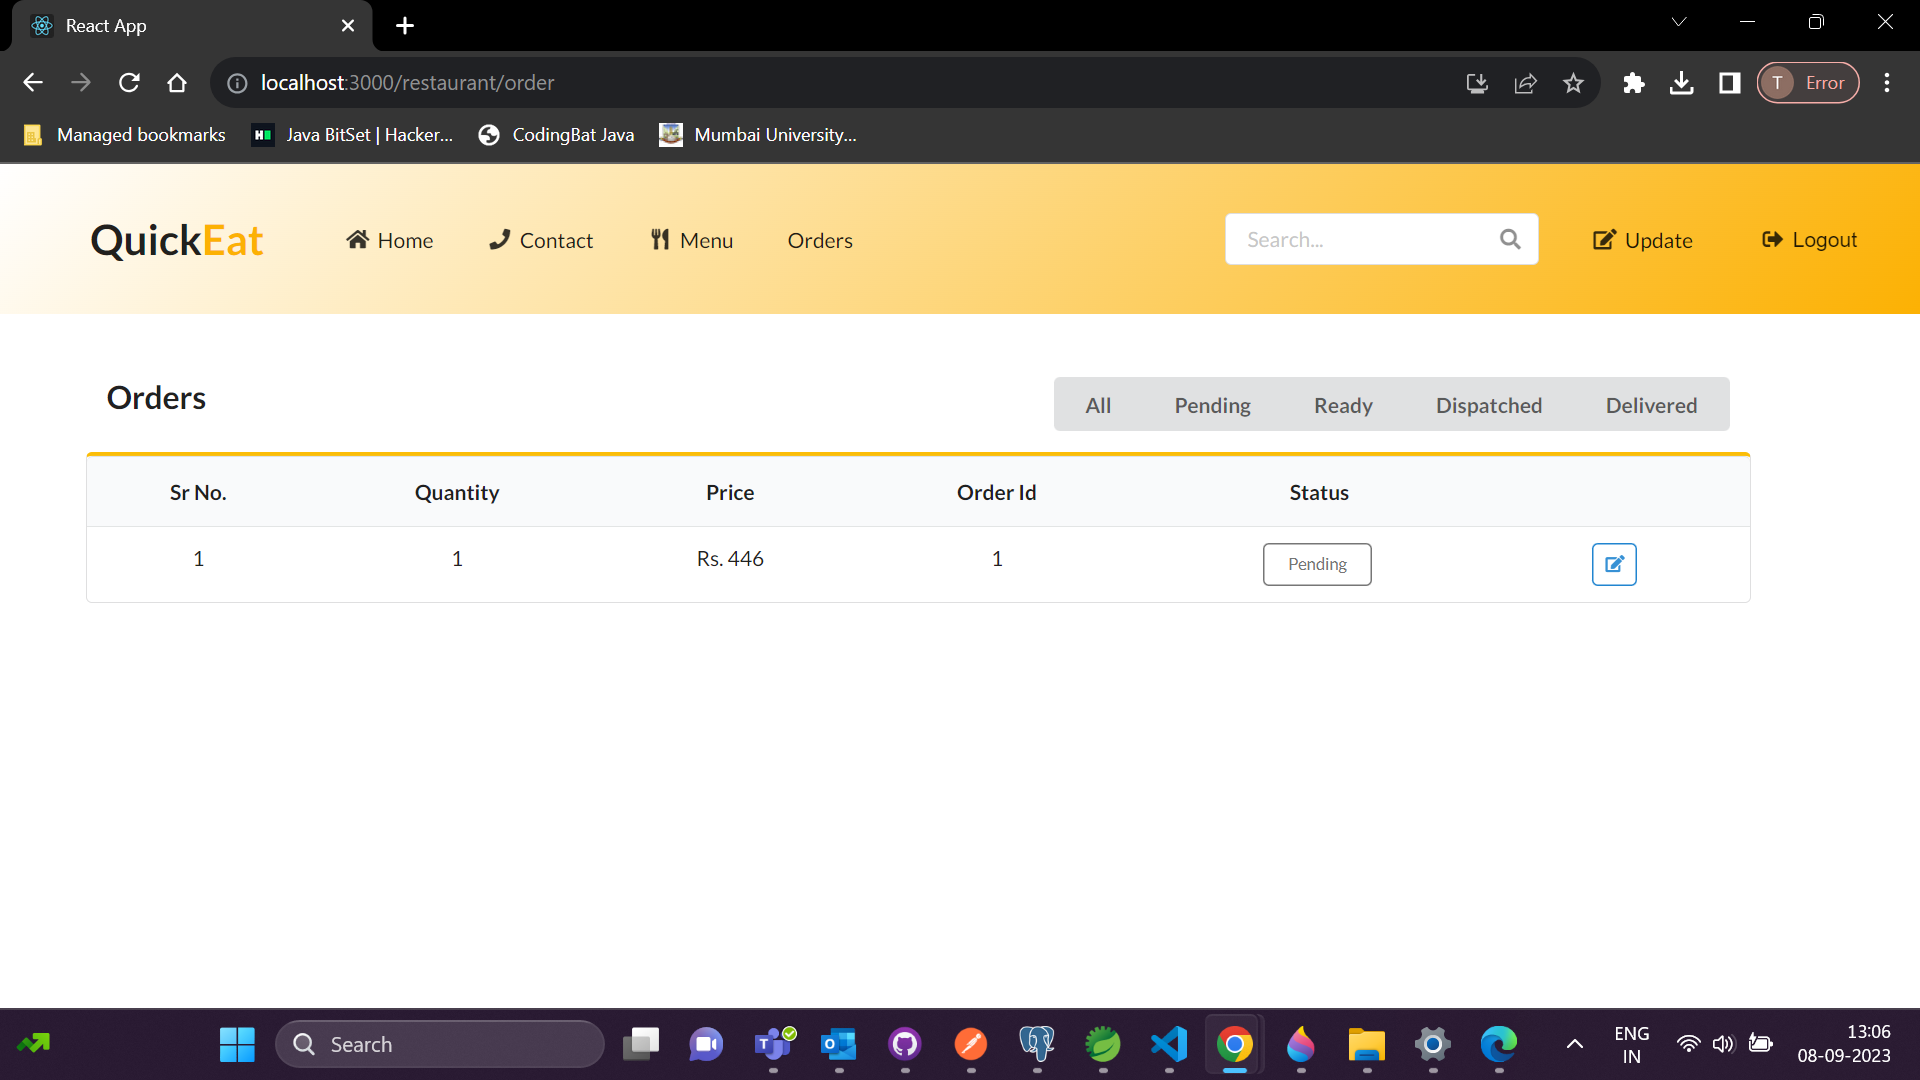 React App
localhost:3000/restaurant/order
T Error
Managed bookmarks
Java BitSet | Hacker...
CodingBat Java
Mumbai University...
QuickEat
Home
Contact
Menu
Orders
Search...
Update
Logout
Orders
All Pending Ready Dispatched Delivered
Sr No. Quantity Price Order Id Status
1 1 Rs. 446 1 Pending
Search
ENG
IN
13:06
08-09-2023